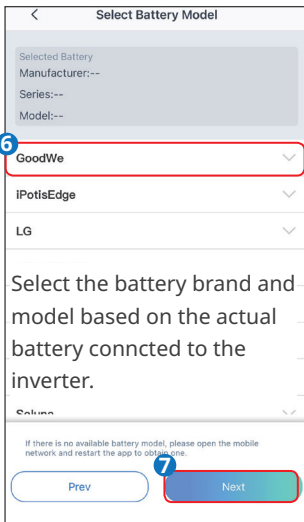 Select Battery Model
Selected Battery
Manufacturer:--
Series:--
Model:--
6
GoodWe
iPotisEdge
LG
Select the battery brand and
model based on the actual
battery conncted to the
inverter.
Soluna
If there is no available battery model, please open the mobile
network and restart the app to obtain one.
7
Prev
Next